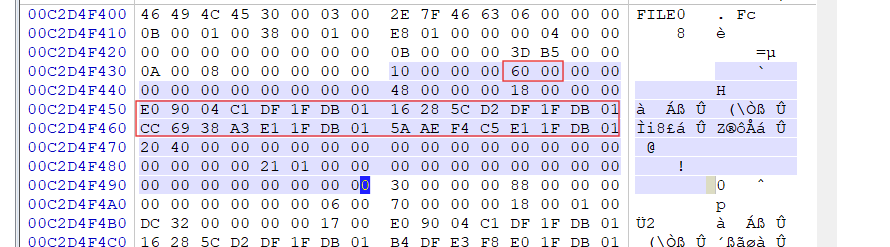 00C2D4F400 46 49 4C 45 30 00 03 00 2E 7F 46 63 06 00 00 00 FILE0 . Fc
00C2D4F410 0B 00 01 00 38 00 01 00 E8 01 00 00 00 04 00 00 8 è
00C2D4F420 00 00 00 00 00 00 00 00 0B 00 00 00 3D B5 00 00 =µ
00C2D4F430 0A 00 08 00 00 00 00 00 10 00 00 00 60 00 00 00 `
00C2D4F440 00 00 00 00 00 00 00 00 48 00 00 00 18 00 00 00 H
00C2D4F450 E0 90 04 C1 DF 1F DB 01 16 28 5C D2 DF 1F DB 01 à Áß Û (\Òß Û
00C2D4F460 CC 69 38 A3 E1 1F DB 01 5A AE F4 C5 E1 1F DB 01 Ìi8£á Û Z®ôÅá Û
00C2D4F470 20 40 00 00 00 00 00 00 00 00 00 00 00 00 00 00 @
00C2D4F480 00 00 00 00 21 01 00 00 00 00 00 00 00 00 00 00 !
00C2D4F490 00 00 00 00 00 00 00 00 30 00 00 00 88 00 00 00 0 ˆ
00C2D4F4A0 00 00 00 00 00 00 06 00 70 00 00 00 18 00 01 00 p
00C2D4F4B0 DC 32 00 00 00 00 17 00 E0 90 04 C1 DF 1F DB 01 Ü2 à Áß Û
00C2D4F4C0 16 28 5C D2 DF 1F DB 01 B4 DF E3 F8 E0 1F DB 01 (\Òß Û ´ßãøà Û